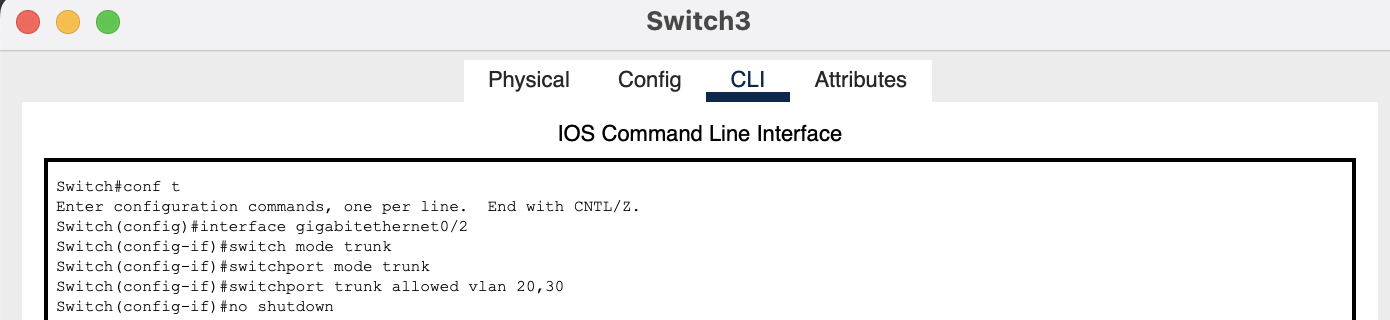 Switch3
Physical Config CLI Attributes
IOS Command Line Interface
Switch#conf t
Enter configuration commands, one per line.  End with CNTL/Z.
Switch(config)#interface gigabitethernet0/2
Switch(config-if)#switch mode trunk
Switch(config-if)#switchport mode trunk
Switch(config-if)#switchport trunk allowed vlan 20,30
Switch(config-if)#no shutdown